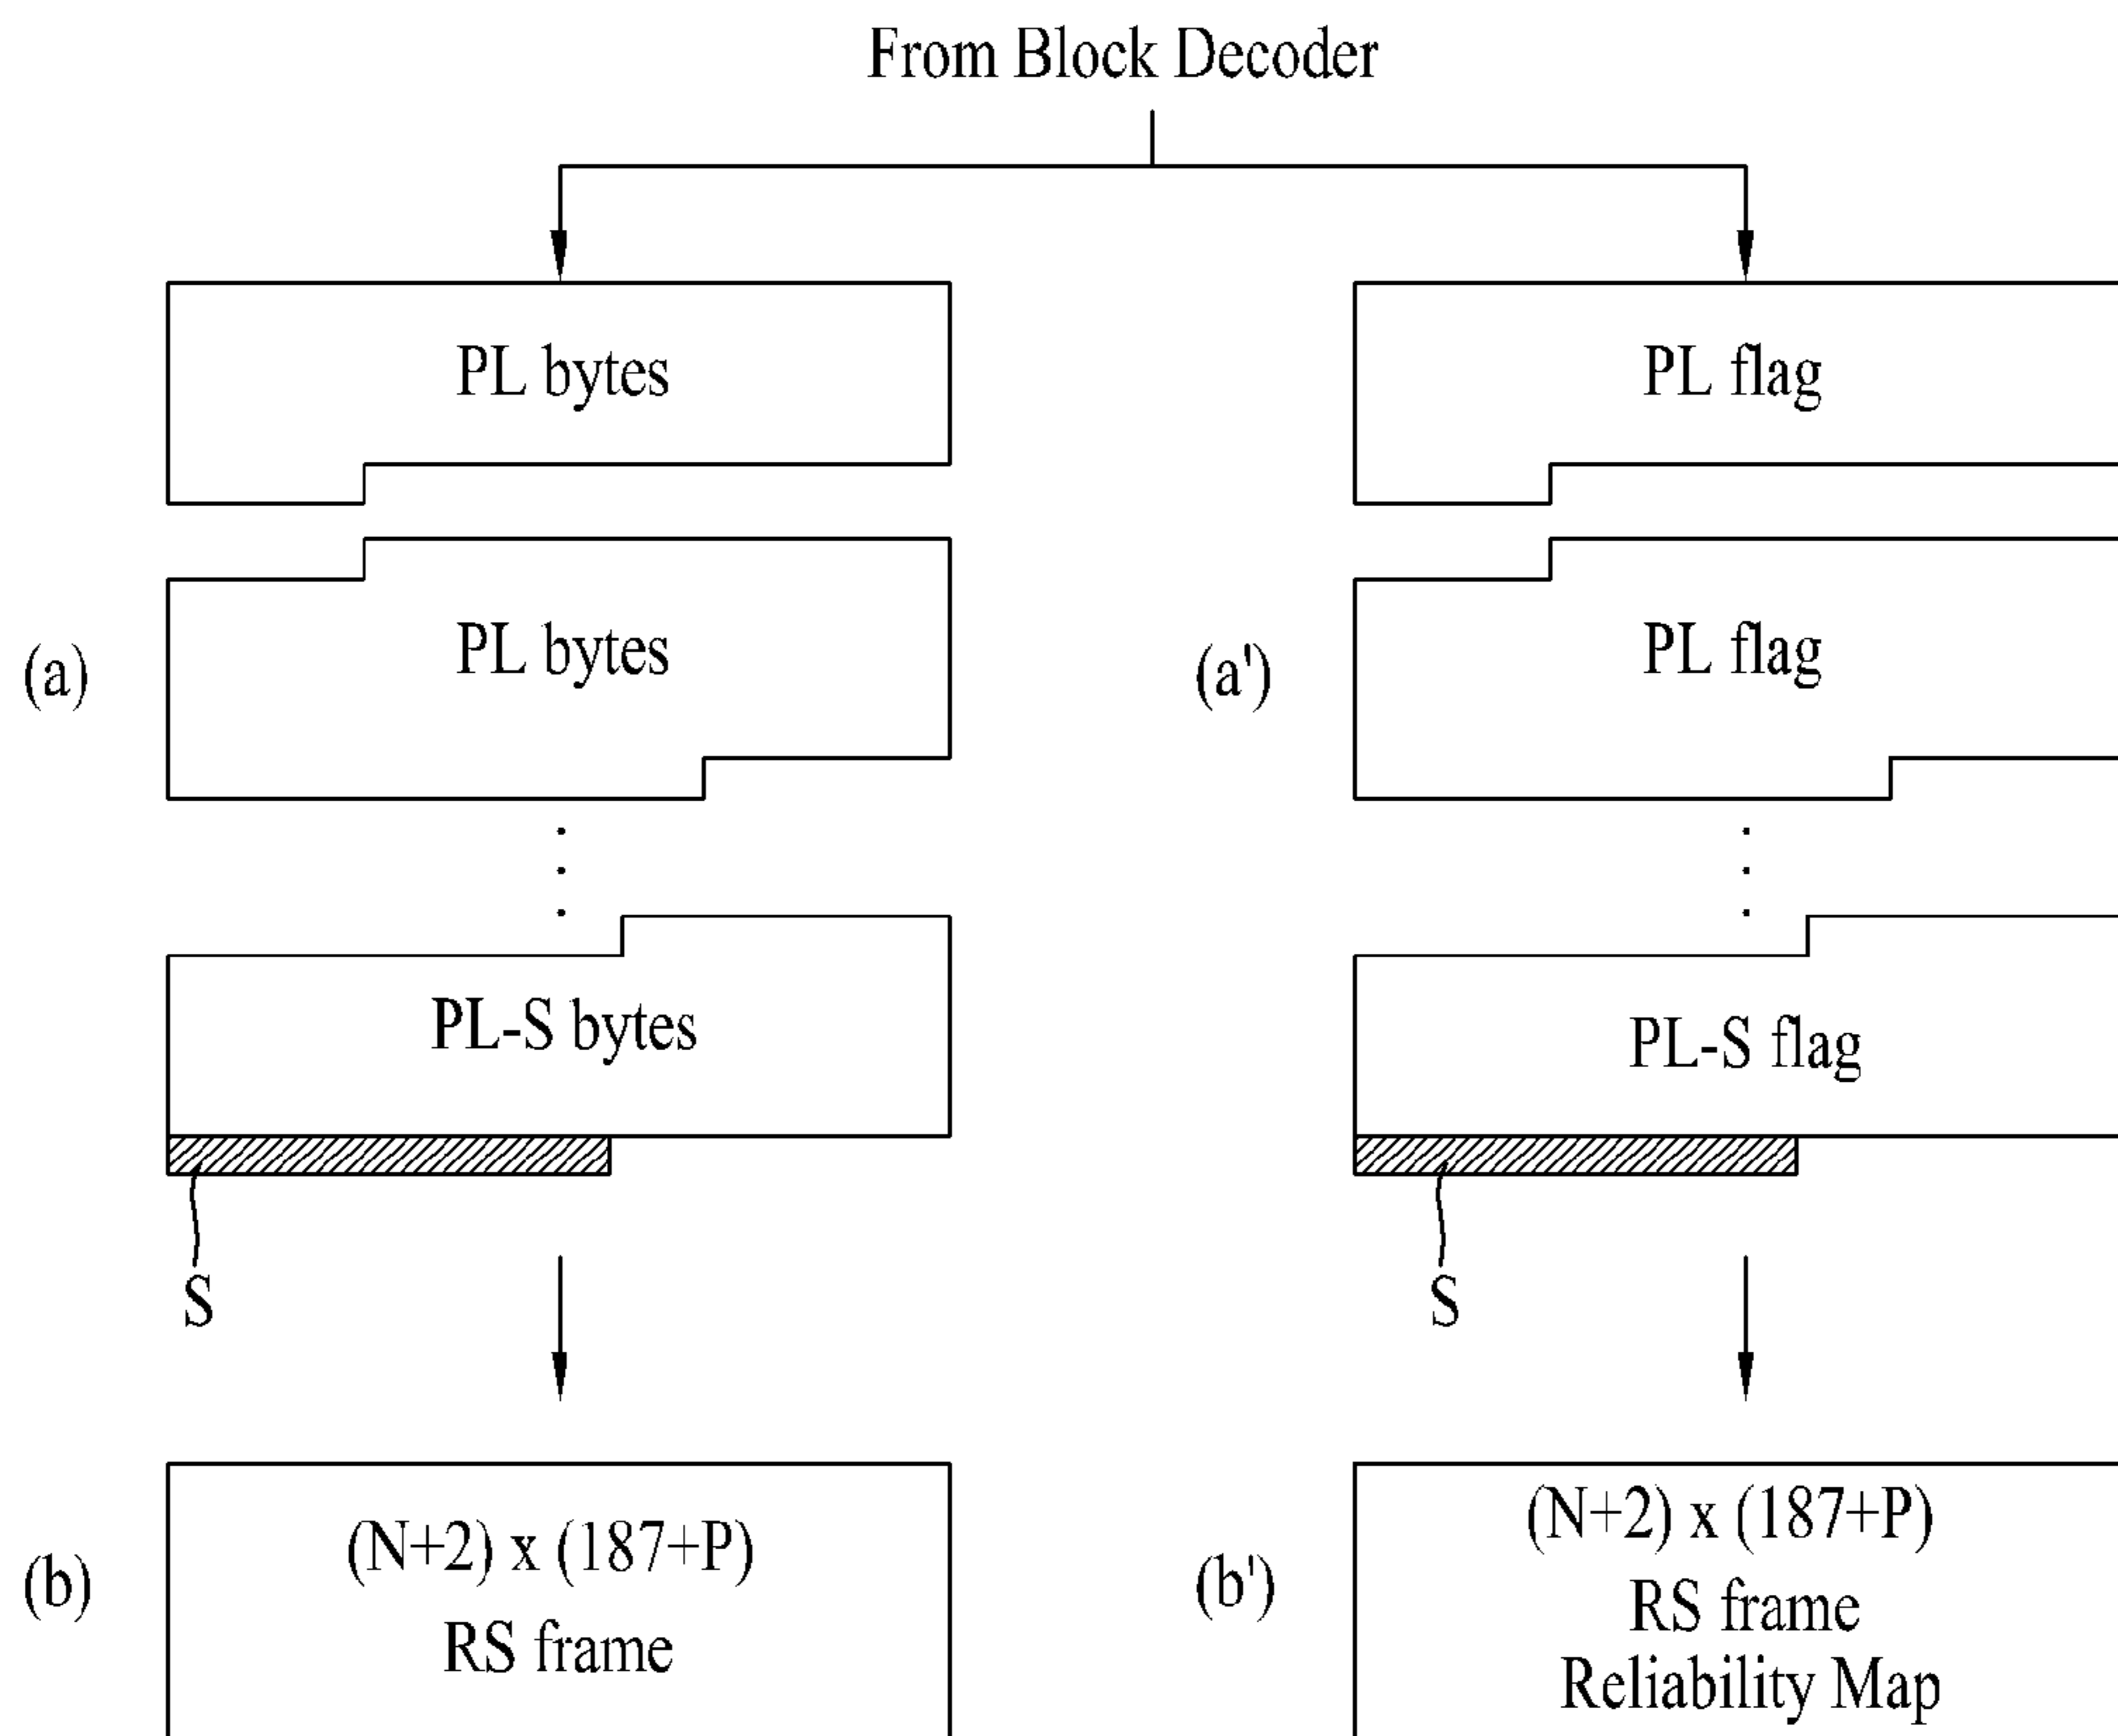 From Block Decoder
PL bytes
PL flag
(a)
PL bytes
(a')
PL flag
PL-S bytes
PL-S flag
S
S
(b)
(N+2) x (187+P)
RS frame
(b')
(N+2) x (187+P)
RS frame
Reliability Map